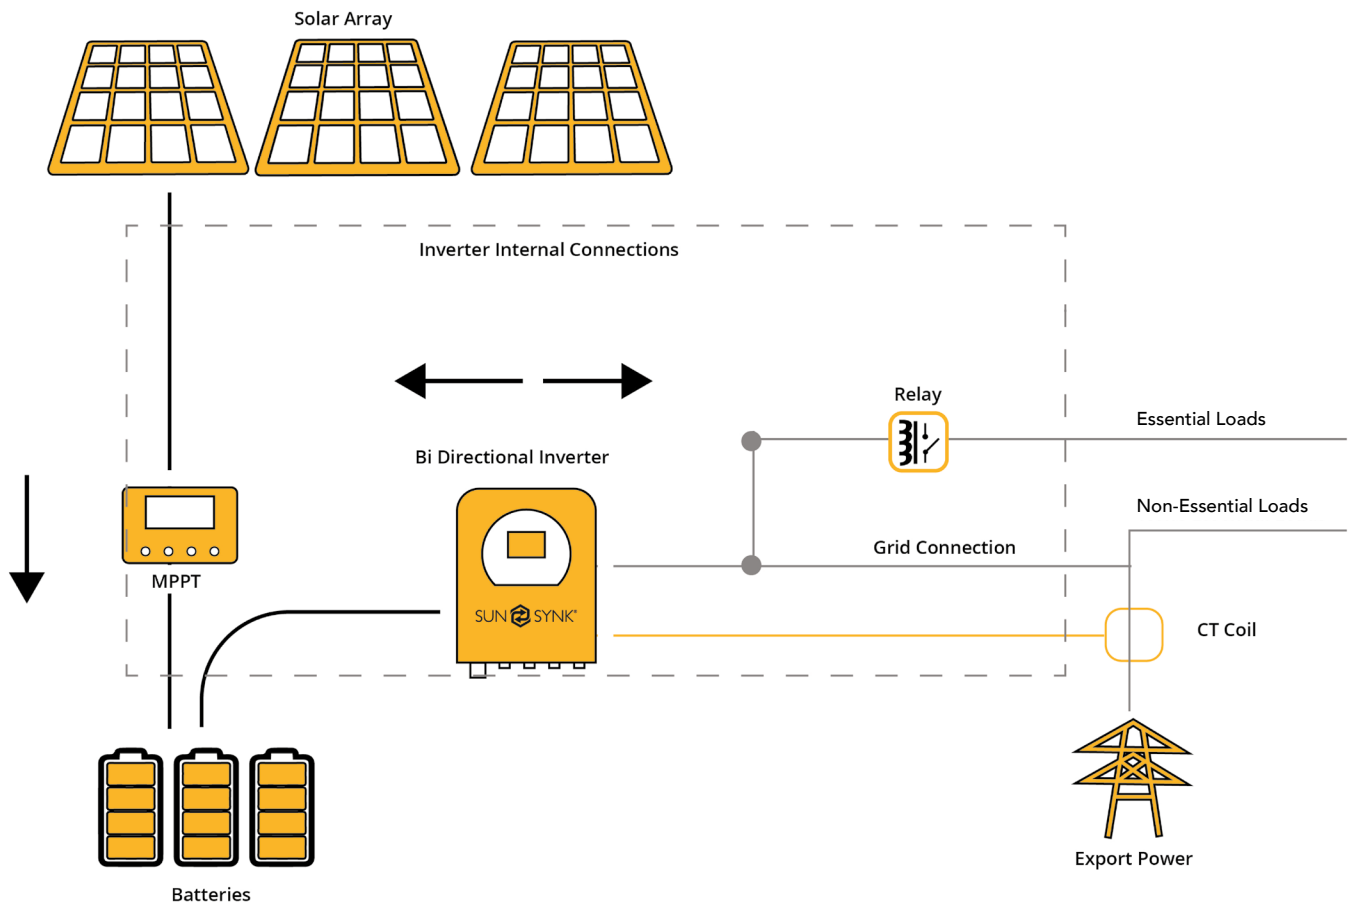 Solar Array
Inverter Internal Connections
Relay
Essential Loads
Bi Directional Inverter
Non-Essential Loads
Grid Connection
MPPT
SUN SYNK®
CT Coil
Export Power
Batteries